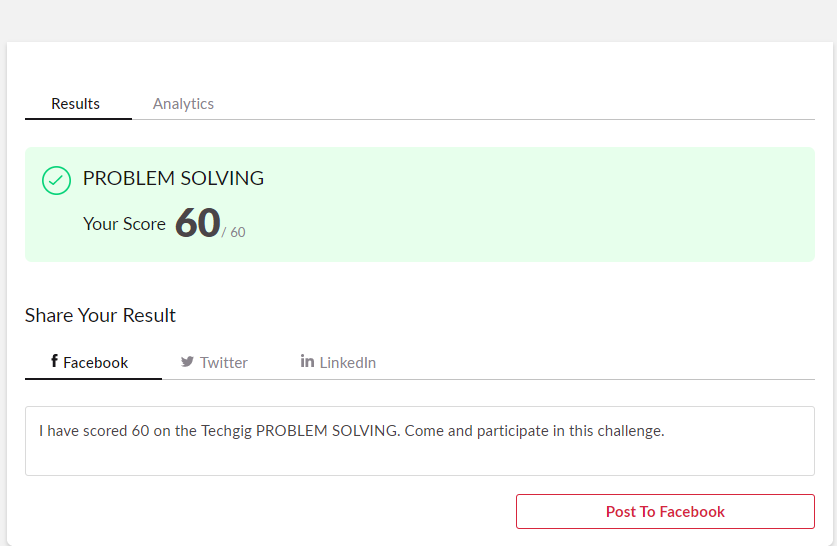 Results Analytics
PROBLEM SOLVING
Your Score 60 / 60
Share Your Result
Facebook Twitter LinkedIn
I have scored 60 on the Techgig PROBLEM SOLVING. Come and participate in this challenge.
Post To Facebook